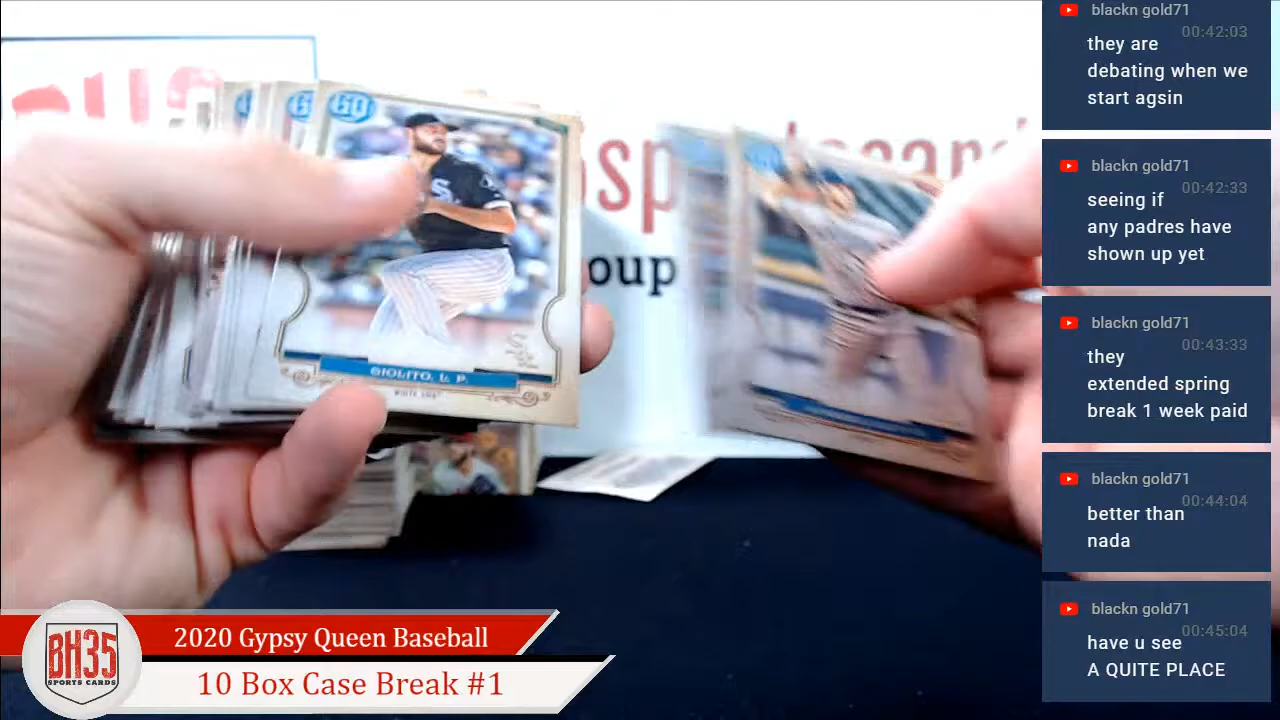 GQ
GIOLITO, L P.
WHITE SOX
oup
2020 Gypsy Queen Baseball
10 Box Case Break #1
BH35
SPORTS CARDS
blackn gold71
00:42:03
they are
debating when we
start agsin
blackn gold71
00:42:33
seeing if
any padres have
shown up yet
blackn gold71
00:43:33
they
extended spring
break 1 week paid
blackn gold71
00:44:04
better than
nada
blackn gold71
00:45:04
have u see
A QUITE PLACE